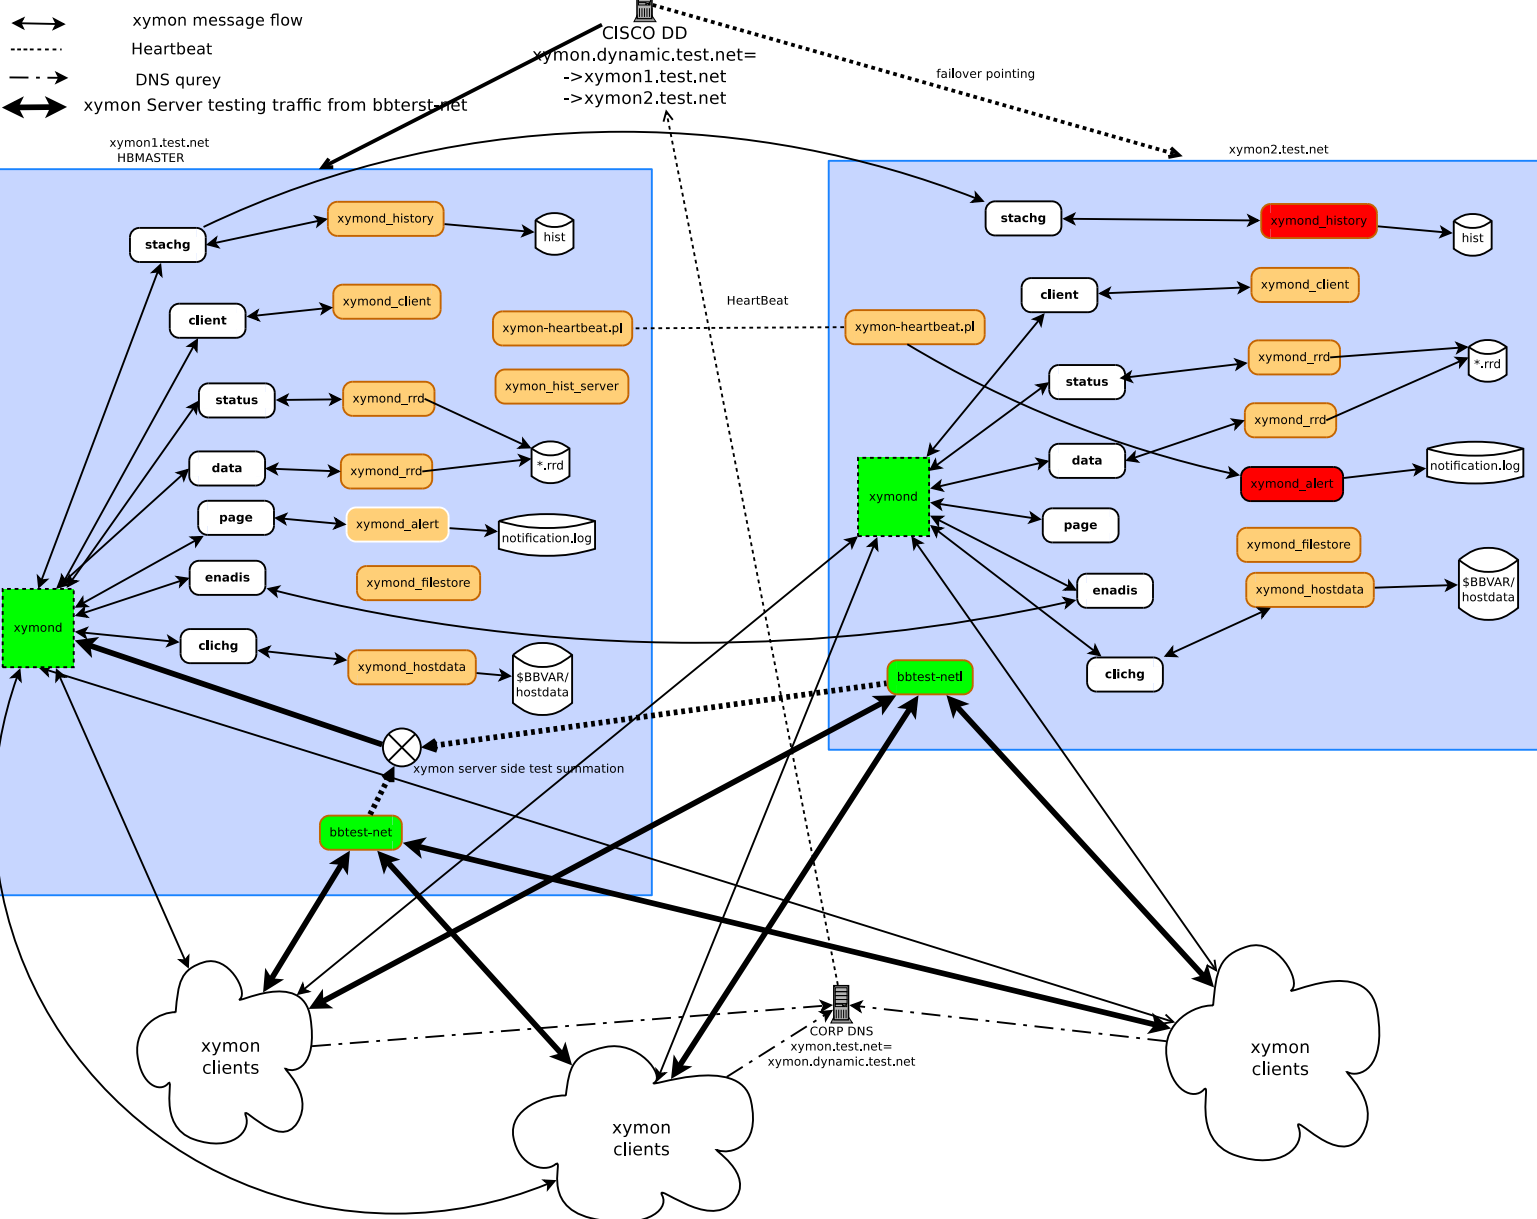 xymon message flow
Heartbeat
DNS qurey
xymon Server testing traffic from bbterst-net
CISCO DD
xymon.dynamic.test.net=
->xymon1.test.net
->xymon2.test.net
failover pointing
xymon1.test.net
HBMASTER
xymon2.test.net
stachg
xymond_history
hist
client
xymond_client
xymon-heartbeat.pl
status
xymond_rrd
xymon_hist_server
data
xymond_rrd
*.rrd
page
xymond_alert
notification.log
enadis
xymond_filestore
xymond
clichg
xymond_hostdata
$BBVAR/
hostdata
xymon server side test summation
bbtest-net
HeartBeat
stachg
xymond_history
hist
client
xymond_client
xymon-heartbeat.pl
status
xymond_rrd
*.rrd
xymond_rrd
data
notification.log
xymond
xymond_alert
page
xymond_filestore
enadis
xymond_hostdata
$BBVAR/
hostdata
clichg
bbtest-netl
xymon
clients
xymon
clients
CORP DNS
xymon.test.net=
xymon.dynamic.test.net
xymon
clients